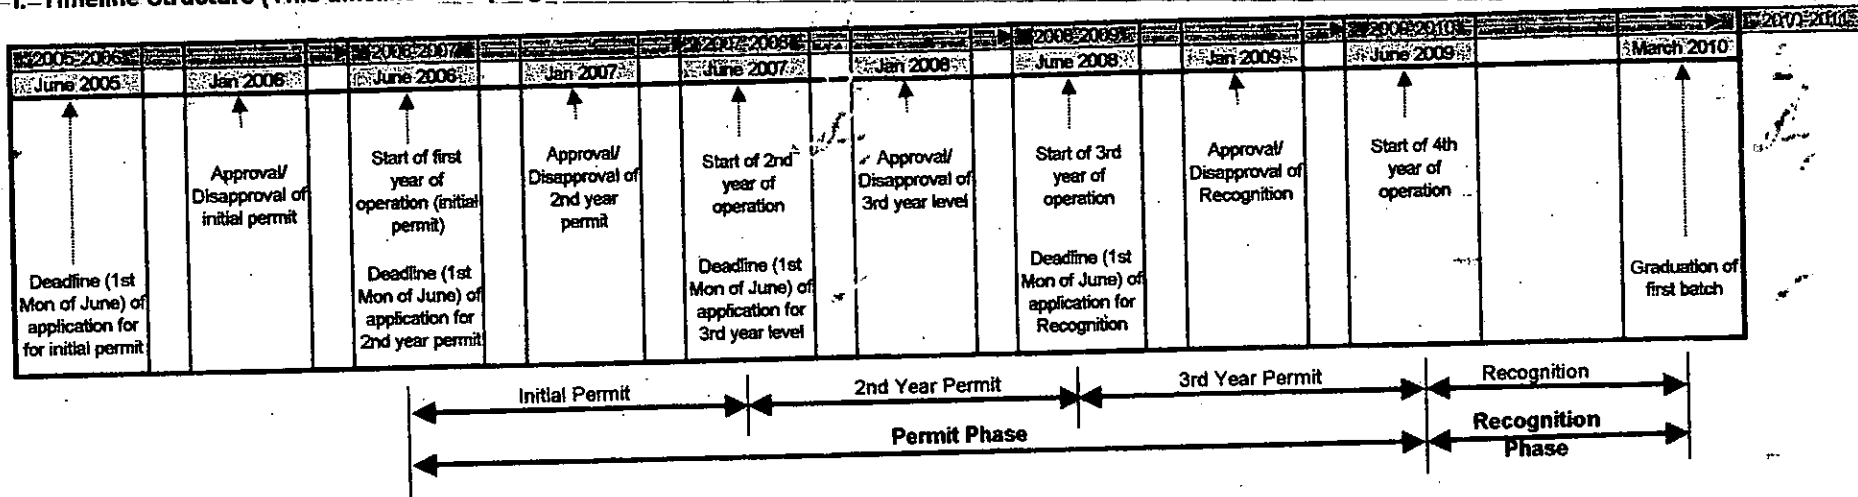 I. Timeline Structure (This
2005-2006 2006-2007 2007-2008 2008-2009 2009-2010 2010-2011
June 2005 Jan 2006 June 2006 Jan 2007 June 2007 Jan 2008 June 2008 Jan 2009 June 2009 March 2010
Deadline (1st
Mon of June) of
application for
for initial permit
Approval/
Disapproval of
initial permit
Start of first
year of
operation (initial
permit)
Deadline (1st
Mon of June) of
application for
2nd year permit
Approval/
Disapproval of
2nd year
permit
Start of 2nd
year of
operation
Deadline (1st
Mon of June) of
application for
3rd year level
Approval/
Disapproval of
3rd year level
Start of 3rd
year of
operation
Deadline (1st
Mon of June) of
application for
Recognition
Approval/
Disapproval of
Recognition
Start of 4th
year of
operation
Graduation of
first batch
Initial Permit 2nd Year Permit 3rd Year Permit Recognition
Permit Phase
Recognition
Phase